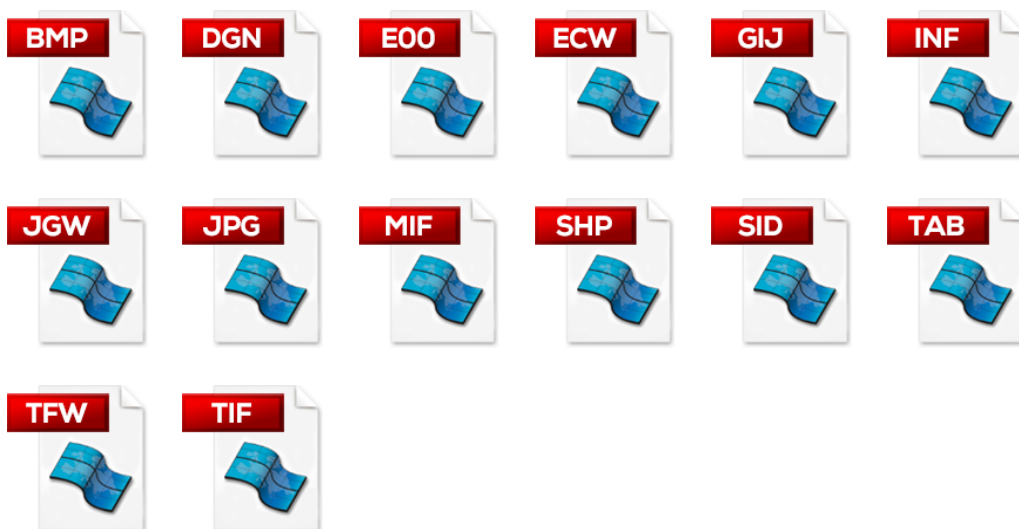 BMP DGN E00 ECW GIJ INF
JGW JPG MIF SHP SID TAB
TFW TIF